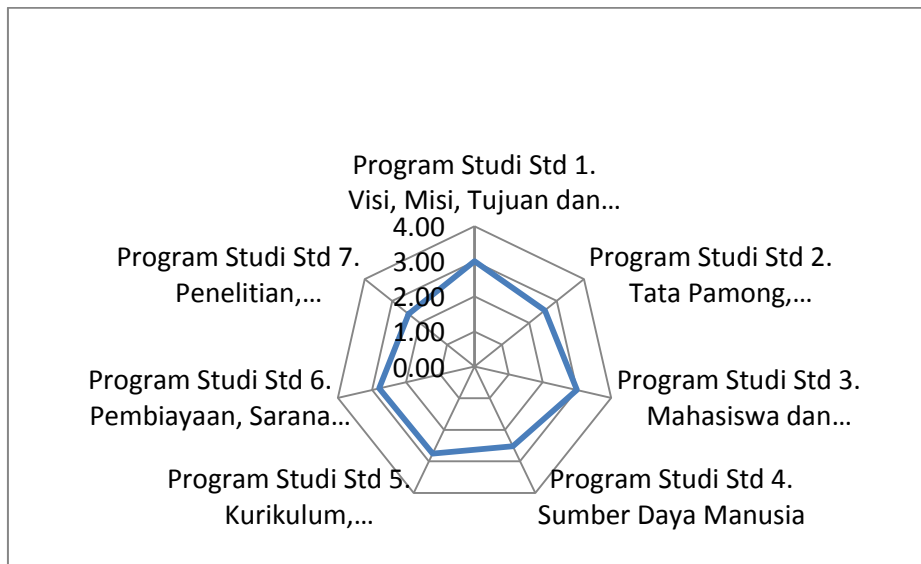 Program Studi Std 1.
Visi, Misi, Tujuan dan…
4.00
3.00
2.00
1.00
0.00
Program Studi Std 2.
Tata Pamong,…
Program Studi Std 3.
Mahasiswa dan…
Program Studi Std 4.
Sumber Daya Manusia
Program Studi Std 5.
Kurikulum,…
Program Studi Std 6.
Pembiayaan, Sarana…
Program Studi Std 7.
Penelitian,…